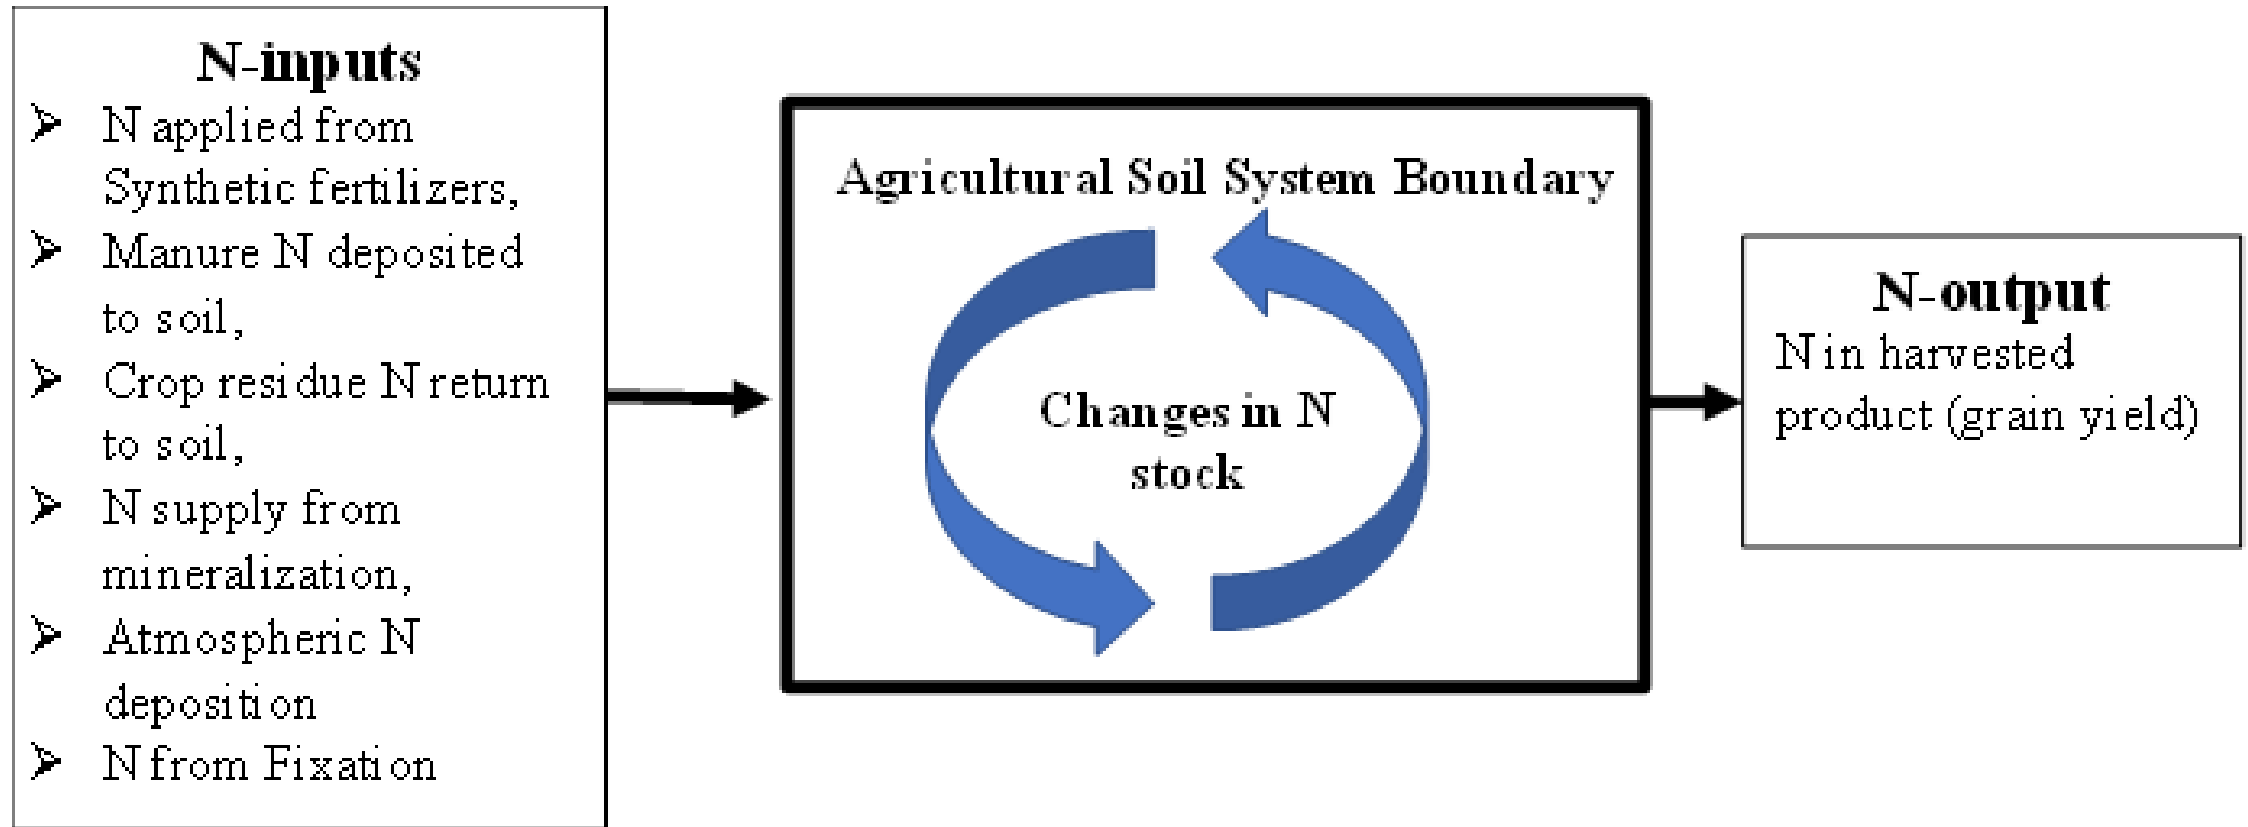 N-inputs
➢ N applied from
Synthetic fertilizers,
➢ Manure N deposited
to soil,
➢ Crop residue N return
to soil,
➢ N supply from
mineralization,
➢ Atmospheric N
deposition
➢ N from Fixation
Agricultural Soil System Boundary
Changes in N
stock
N-output
N in harvested
product (grain yield)